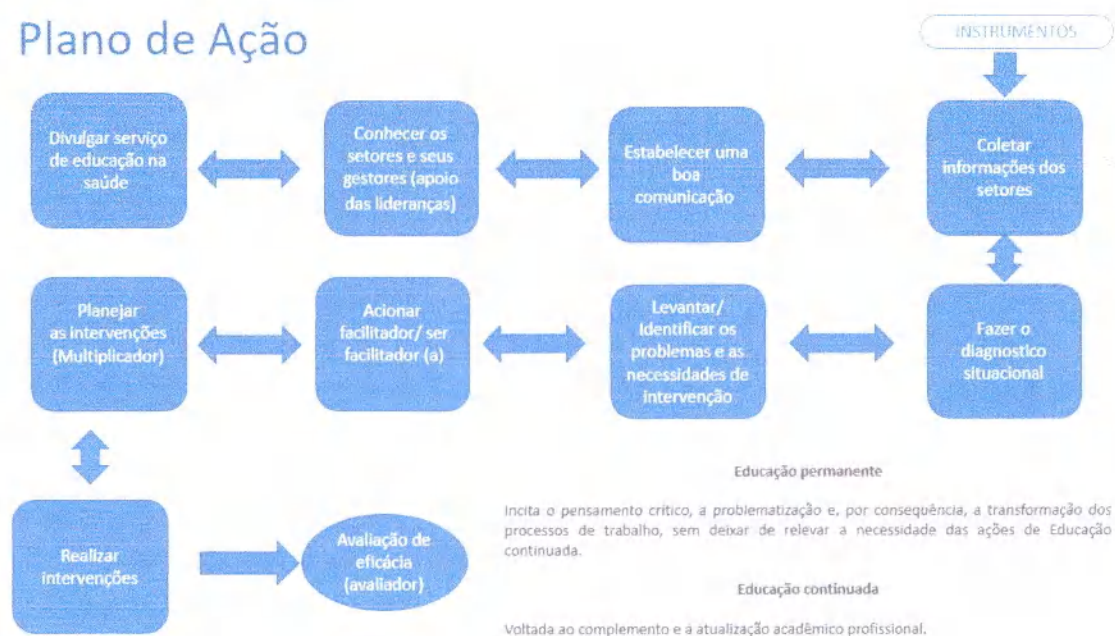 Plano de Ação
INSTRUMENTOS
Divulgar serviço
de educação na
saúde
Conhecer os
setores e seus
gestores (apoio
das lideranças)
Estabelecer uma
boa
comunicação
Coletar
informações dos
setores
Planejar
as intervenções
(Multiplicador)
Acionar
facilitador/ ser
facilitador (a)
Levantar/
Identificar os
problemas e as
necessidades de
intervenção
Fazer o
diagnostico
situacional
Realizar
intervenções
Avaliação de
eficácia
(avaliador)
Educação permanente
Incita o pensamento crítico, a problematização e, por consequência, a transformação dos
processos de trabalho, sem deixar de relevar a necessidade das ações de Educação
continuada.
Educação continuada
Voltada ao complemento e a atualização acadêmico profissional.